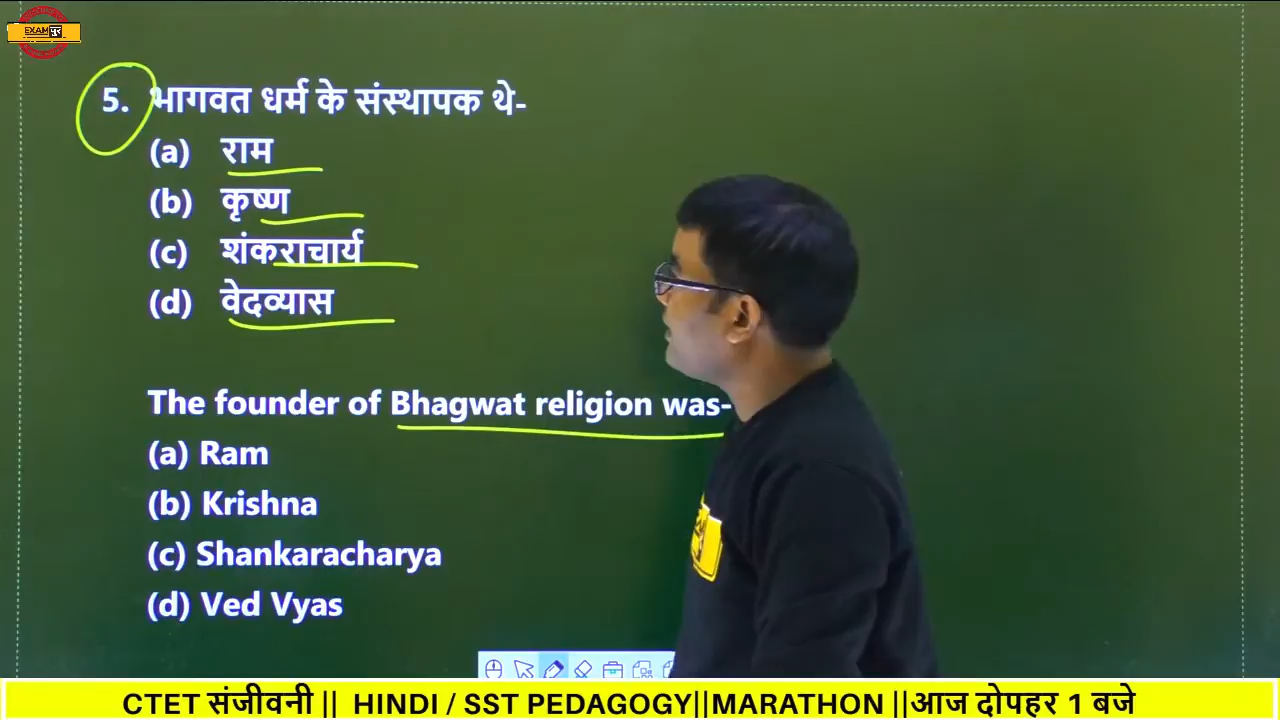 EXAM पुर
5. भागवत धर्म के संस्थापक थे-
(a) राम
(b) कृष्ण
(c) शंकराचार्य
(d) वेदव्यास
The founder of Bhagwat religion was-
(a) Ram
(b) Krishna
(c) Shankaracharya
(d) Ved Vyas
CTET संजीवनी || HINDI / SST PEDAGOGY||MARATHON ||आज दोपहर 1 बजे